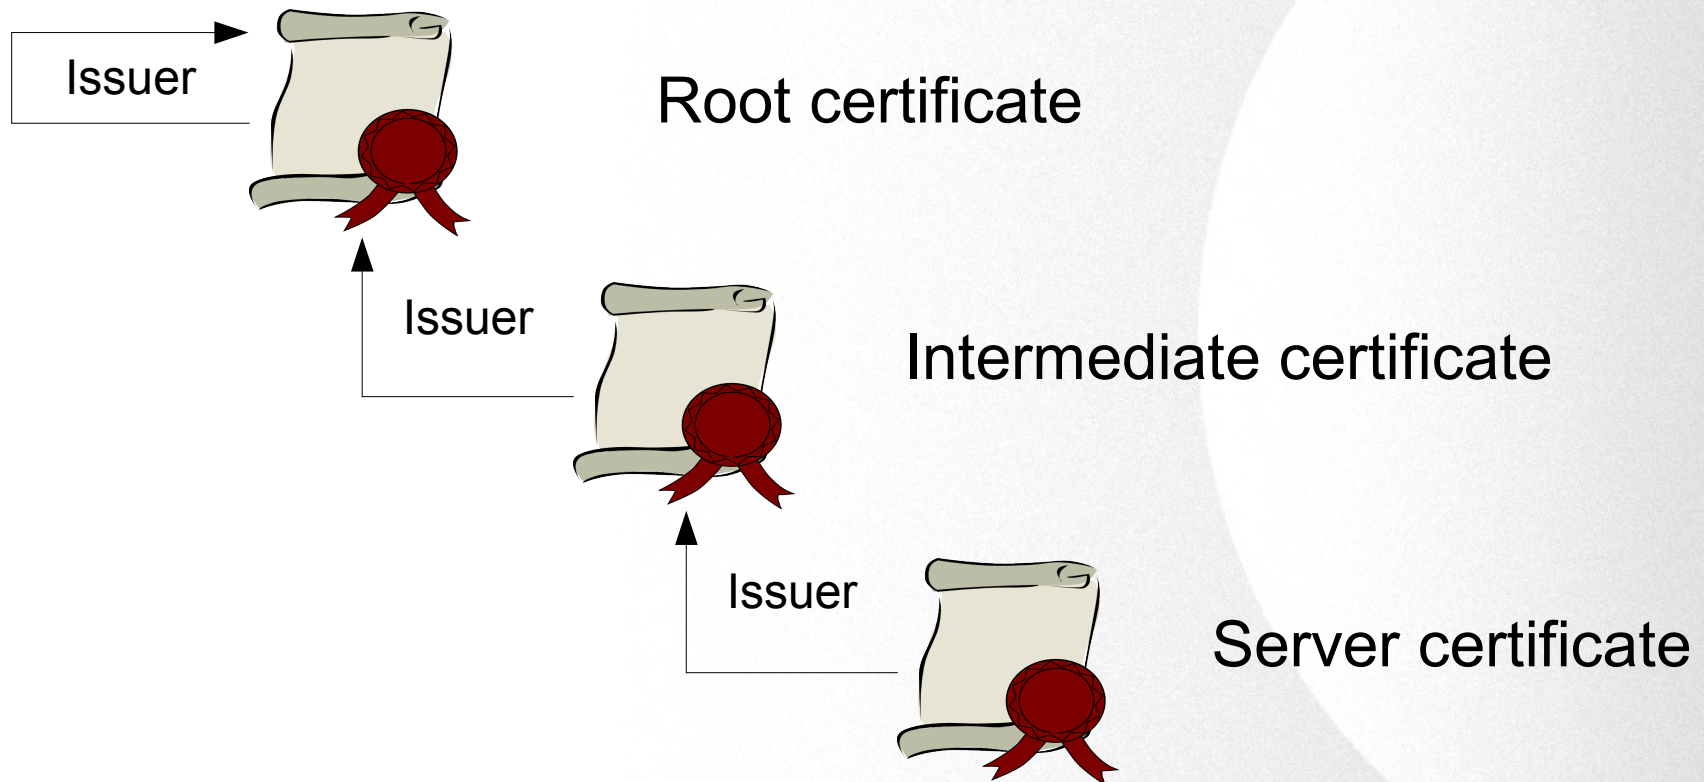 Issuer
Root certificate
Issuer
Intermediate certificate
Issuer
Server certificate